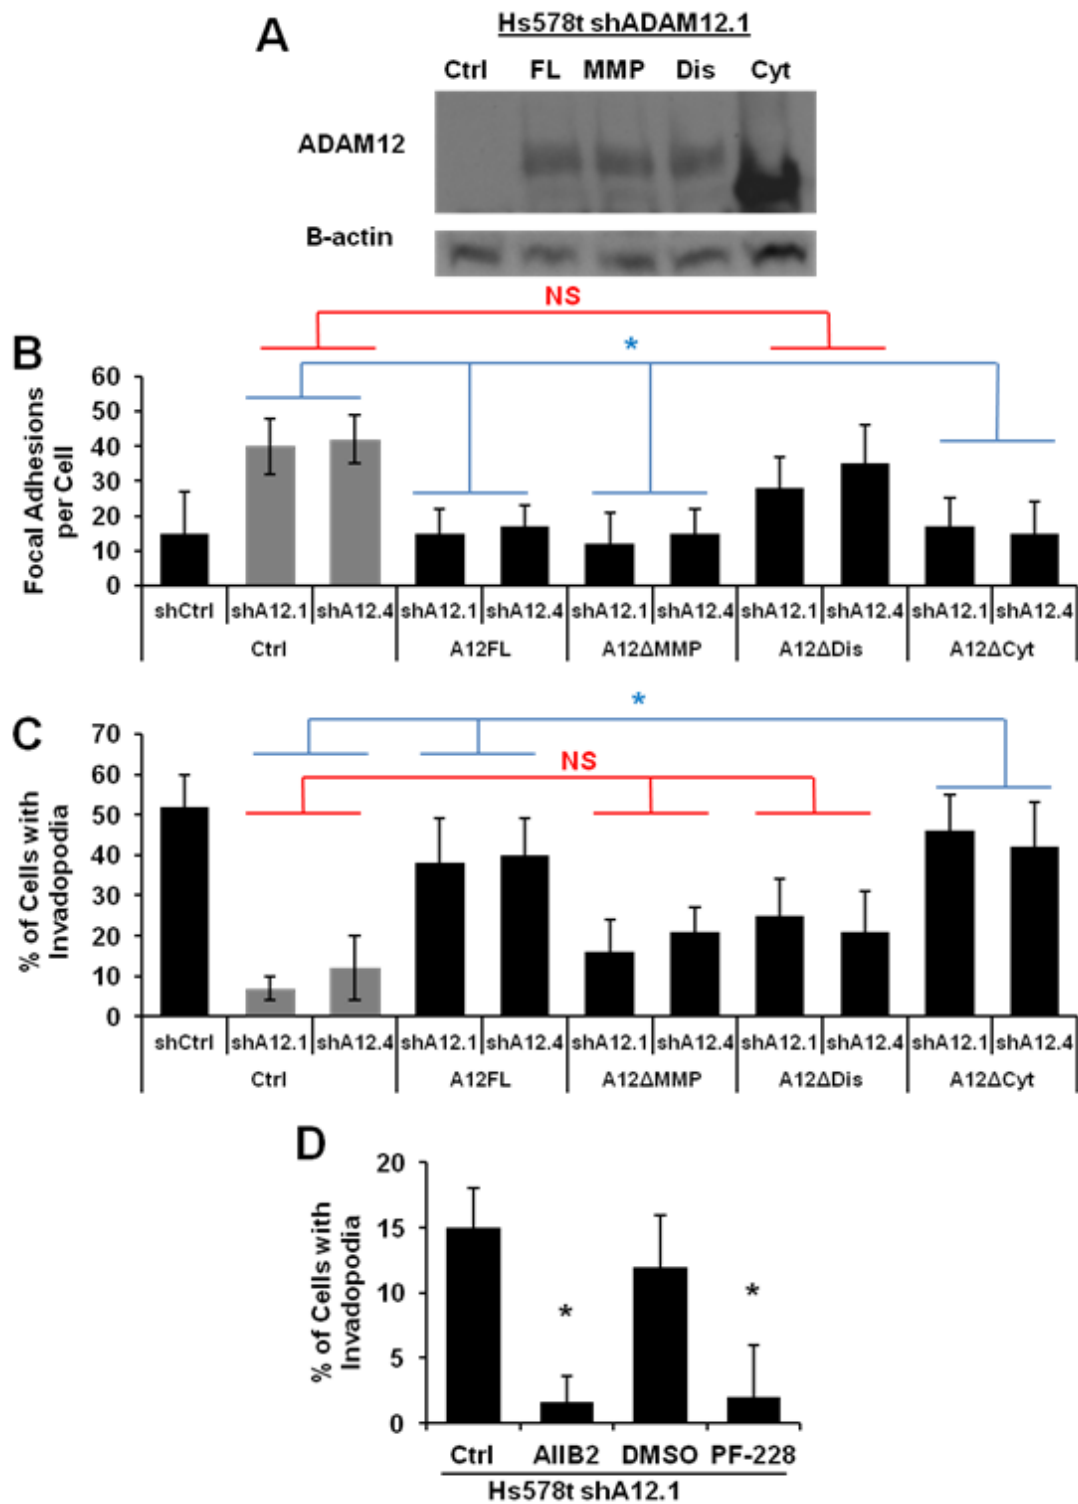 A
Hs578t shADAM12.1
Ctrl FL MMP Dis Cyt
ADAM12
B-actin
NS
B
*
60
50
40
30
20
10
0
Focal Adhesions
per Cell
shCtrl shA12.1 shA12.4 shA12.1 shA12.4 shA12.1 shA12.4 shA12.1 shA12.4 shA12.1 shA12.4
Ctrl A12FL A12ΔMMP A12ΔDis A12ΔCyt
*
C
NS
70
60
50
40
30
20
10
0
% of Cells with
Invadopodia
shCtrl shA12.1 shA12.4 shA12.1 shA12.4 shA12.1 shA12.4 shA12.1 shA12.4 shA12.1 shA12.4
Ctrl A12FL A12ΔMMP A12ΔDis A12ΔCyt
D
20
15
10
5
0
% of Cells with
Invadopodia
* *
Ctrl AIIB2 DMSO PF-228
Hs578t shA12.1